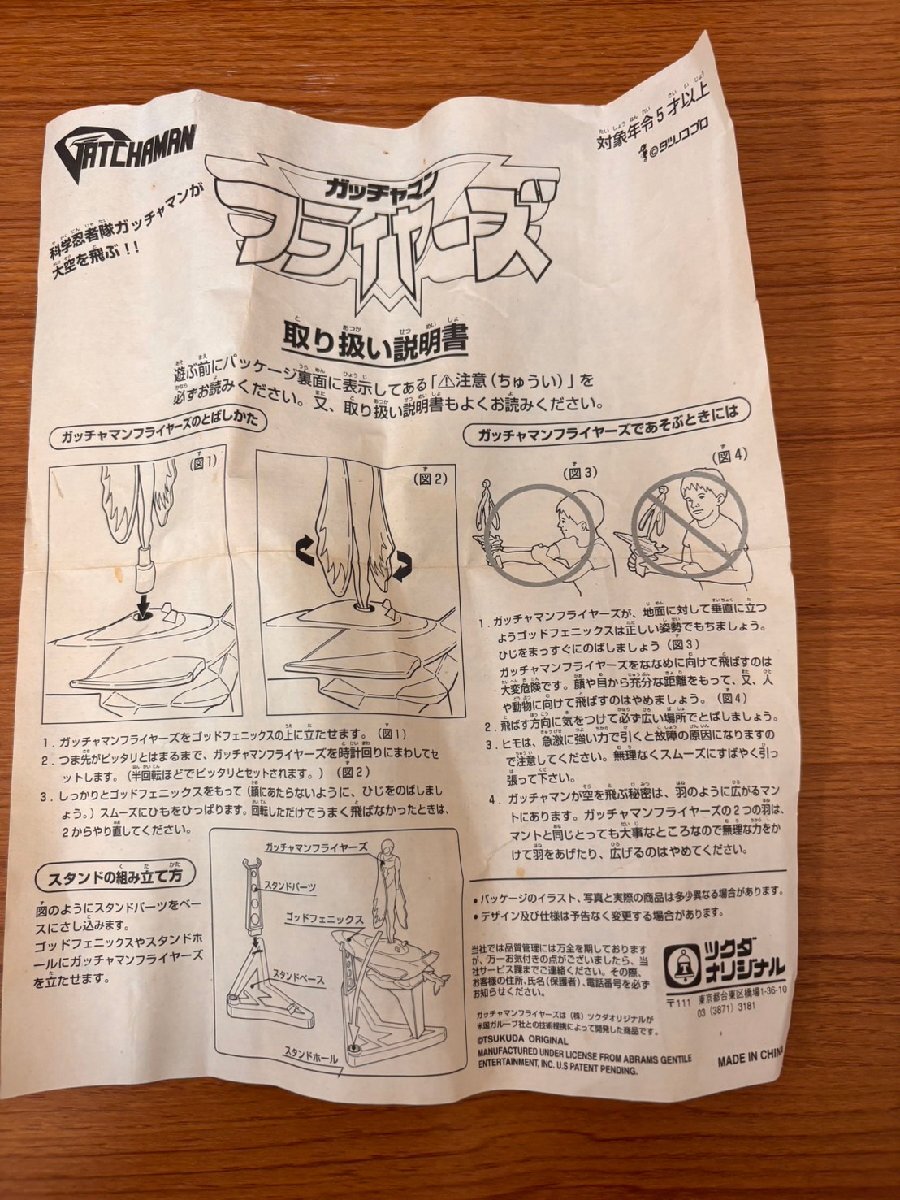 GATCHAMAN
対象年令5才以上
©タツノコプロ
科学忍者隊ガッチャマンが
大空を飛ぶ!!
ガッチャマン
フライヤーズ
取り扱い説明書
遊ぶ前にパッケージ裏面に表示してある「⚠注意(ちゅうい)」を
必ずお読みください。又、取り扱い説明書もよくお読みください。
ガッチャマンフライヤーズのとばしかた
(図1)
(図2)
1. ガッチャマンフライヤーズをゴッドフェニックスの上に立たせます。(図1)
2. つま先がピッタリとはまるまで、ガッチャマンフライヤーズを時計回りにまわしてセ
ットします。(半回転ほどでピッタリとセットされます。)(図2)
3. しっかりとゴッドフェニックスをもって(顔にあたらないように、ひじをのばしまし
ょう。)スムーズにひもをひっぱります。回転しただけでうまく飛ばなかったときは、
2からやり直してください。
スタンドの組み立て方
図のようにスタンドパーツをベー
スにさし込みます。
ゴッドフェニックスやスタンドホ
ールにガッチャマンフライヤーズ
を立たせます。
ガッチャマンフライヤーズ
スタンドパーツ
ゴッドフェニックス
スタンドベース
スタンドホール
ガッチャマンフライヤーズであそぶときには
(図3)
(図4)
1. ガッチャマンフライヤーズが、地面に対して垂直に立つ
ようゴッドフェニックスは正しい姿勢でもちましょう。
ひじをまっすぐにのばしましょう(図3)
ガッチャマンフライヤーズをななめに向けて飛ばすのは
大変危険です。顔や目から充分な距離をもって、又、人
や動物に向けて飛ばすのはやめましょう。(図4)
2. 飛ばす方向に気をつけて必ず広い場所でとばしましょう。
3. ヒモは、急激に強い力で引くと故障の原因になりますの
で注意してください。無理なくスムーズにすばやく引っ
張って下さい。
4. ガッチャマンが空を飛ぶ秘密は、羽のように広がるマン
トにあります。ガッチャマンフライヤーズの2つの羽は、
マントと同じとっても大事なところなので無理な力をか
けて羽をあげたり、広げるのはやめてください。
•パッケージのイラスト、写真と実際の商品は多少異なる場合があります。
•デザイン及び仕様は予告なく変更する場合があります。
当社では品質管理には万全を期しております
が、万一お気付きの点がございましたら、当
社サービス課までご連絡ください。その際、
お客様の住所、氏名(保護者)、電話番号を必ず
お知らせください。
ツクダ
オリジナル
〒111 東京都台東区橋場1-36-10
03 (3871) 3181
ガッチャマンフライヤーズは(株)ツクダオリジナルが
米国ガループ社との技術提携によって開発した商品です。
©TSUKUDA ORIGINAL
MANUFACTURED UNDER LICENSE FROM ABRAMS GENTILE
ENTERTAINMENT, INC. U.S PATENT PENDING.
MADE IN CHINA